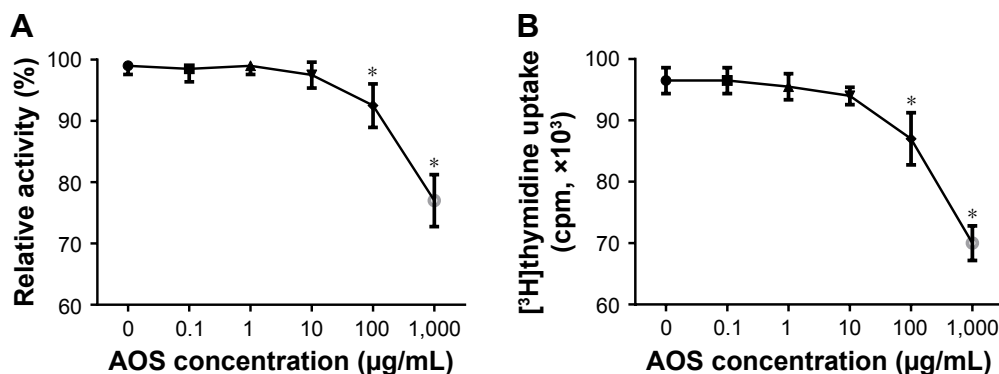 A
Relative activity (%)
100
90
80
70
60
*
*
0 0.1 1 10 100 1,000
AOS concentration (µg/mL)
B
[³H]thymidine uptake
(cpm, ×10³)
100
90
80
70
60
*
*
0 0.1 1 10 100 1,000
AOS concentration (µg/mL)